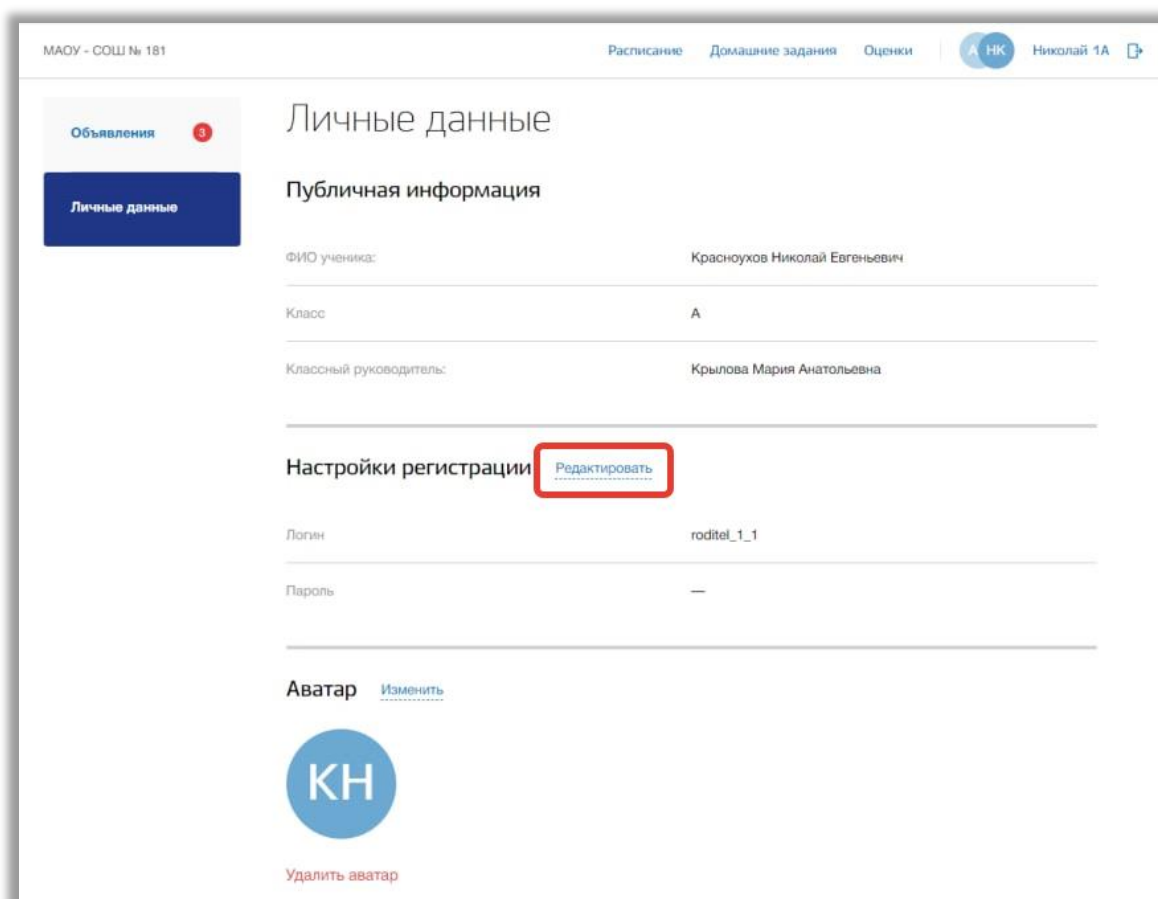 МАОУ - СОШ № 181
Расписание Домашние задания Оценки А НК Николай 1А
Объявления 3
Личные данные
Личные данные
Публичная информация
ФИО ученика: Красноухов Николай Евгеньевич
Класс А
Классный руководитель: Крылова Мария Анатольевна
Настройки регистрации Редактировать
Логин roditel_1_1
Пароль —
Аватар Изменить
КН
Удалить аватар